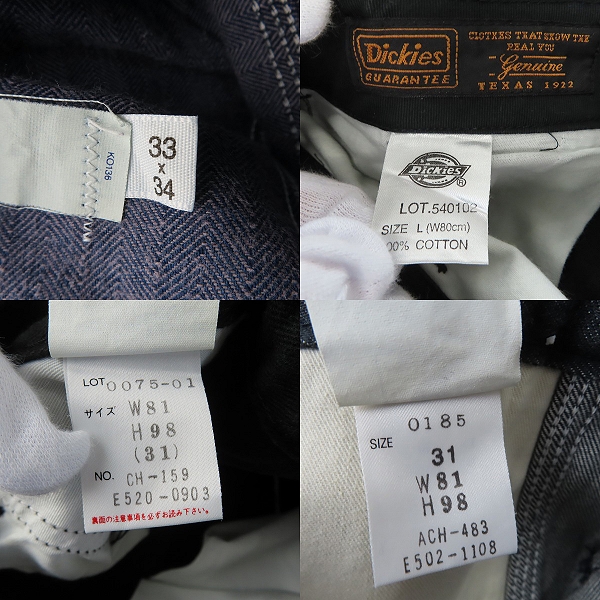 33
x
34
KO136
Dickies
GUARANTEE
CLOTHES THAT SHOW THE
REAL YOU
Genuine
TEXAS 1922
Dickies
®
LOT.540102
SIZE L (W80cm)
00% COTTON
LOT 0075-01
サイズ W81
H98
(31)
NO. CH-159
E520-0903
裏面の注意事項を必ずお読み下さい。
0185
SIZE
31
W81
H98
ACH-483
E502-1108